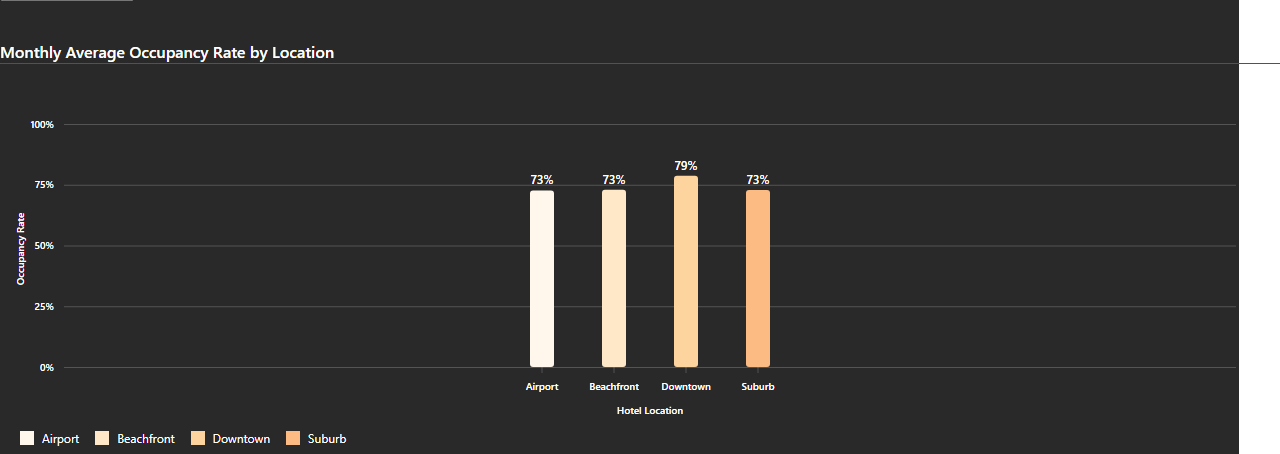 Monthly Average Occupancy Rate by Location
100%
75%
50%
25%
0%
Occupancy Rate
73%
73%
79%
73%
Airport
Beachfront
Downtown
Suburb
Hotel Location
Airport
Beachfront
Downtown
Suburb